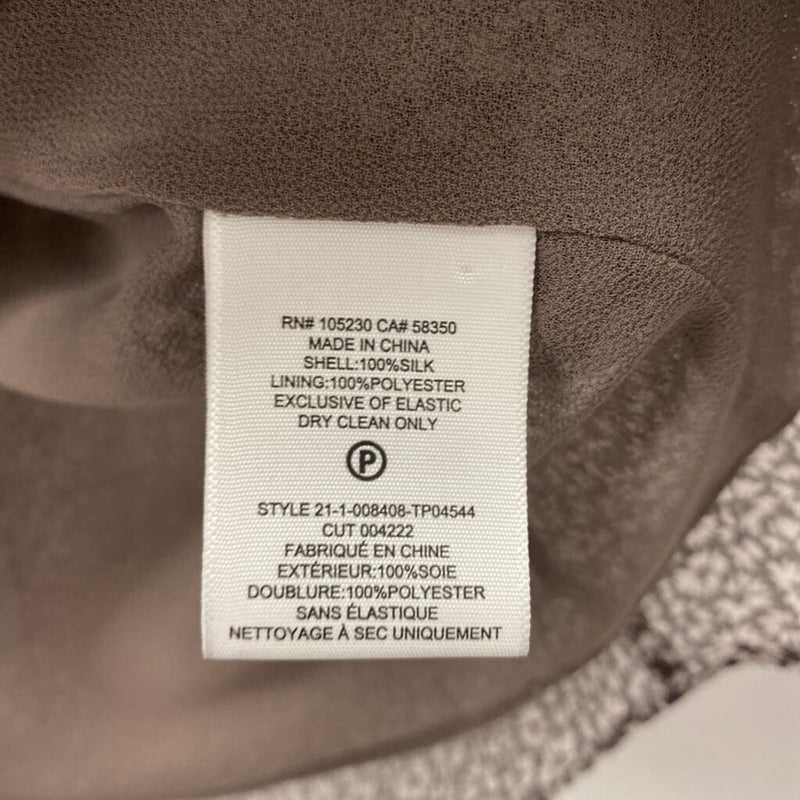 RN# 105230 CA# 58350
MADE IN CHINA
SHELL:100%SILK
LINING:100%POLYESTER
EXCLUSIVE OF ELASTIC
DRY CLEAN ONLY
P
STYLE 21-1-008408-TP04544
CUT 004222
FABRIQUÉ EN CHINE
EXTÉRIEUR:100%SOIE
DOUBLURE:100%POLYESTER
SANS ÉLASTIQUE
NETTOYAGE À SEC UNIQUEMENT